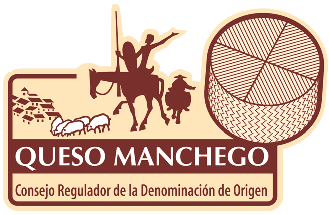 QUESO MANCHEGO
Consejo Regulador de la Denominación de Origen